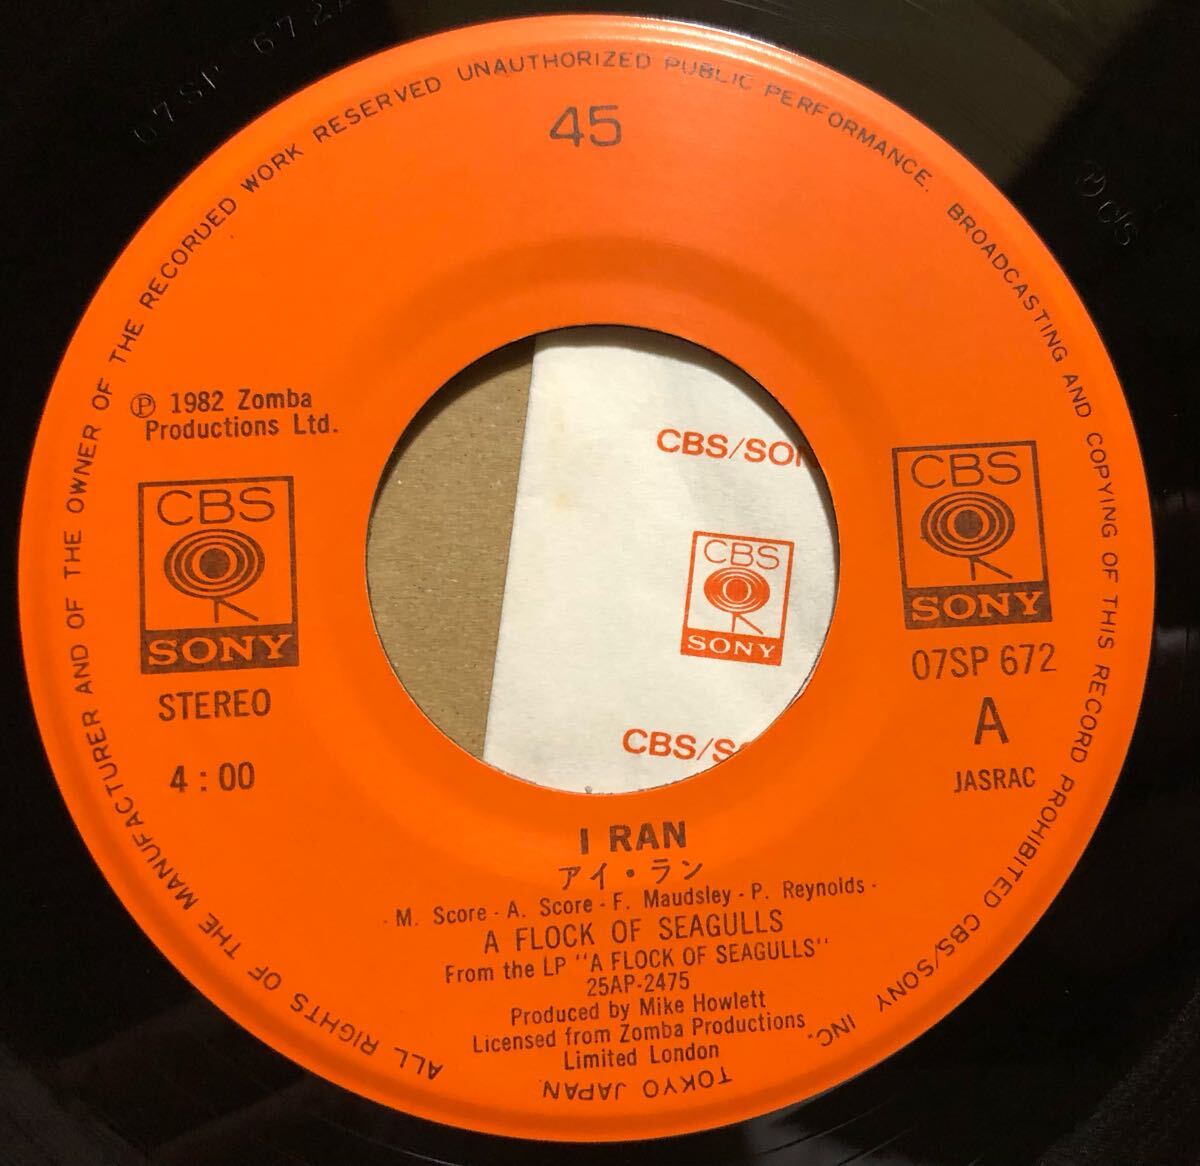 ALL RIGHTS OF THE MANUFACTURER AND OF THE OWNER OF THE RECORDED WORK RESERVED UNAUTHORIZED PUBLIC PERFORMANCE. BROADCASTING AND COPYING OF THIS RECORD PROHIBITED CBS/SONY INC.
TOKYO JAPAN
45
℗ 1982 Zomba
Productions Ltd.
CBS
SONY
STEREO
4:00
CBS
SONY
07SP 672
A
JASRAC
CBS/SON
CBS
SONY
CBS/S
I RAN
アイ・ラン
- M. Score - A. Score - F. Maudsley - P. Reynolds -
A FLOCK OF SEAGULLS
From the LP "A FLOCK OF SEAGULLS"
25AP-2475
Produced by Mike Howlett
Licensed from Zomba Productions
Limited London